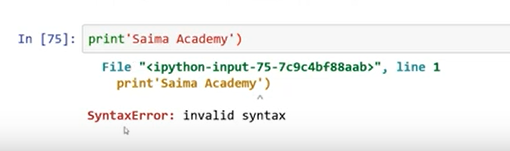 In [75]: print'Saima Academy')
File "<ipython-input-75-7c9c4bf88aab>", line 1
print'Saima Academy')
^
SyntaxError: invalid syntax